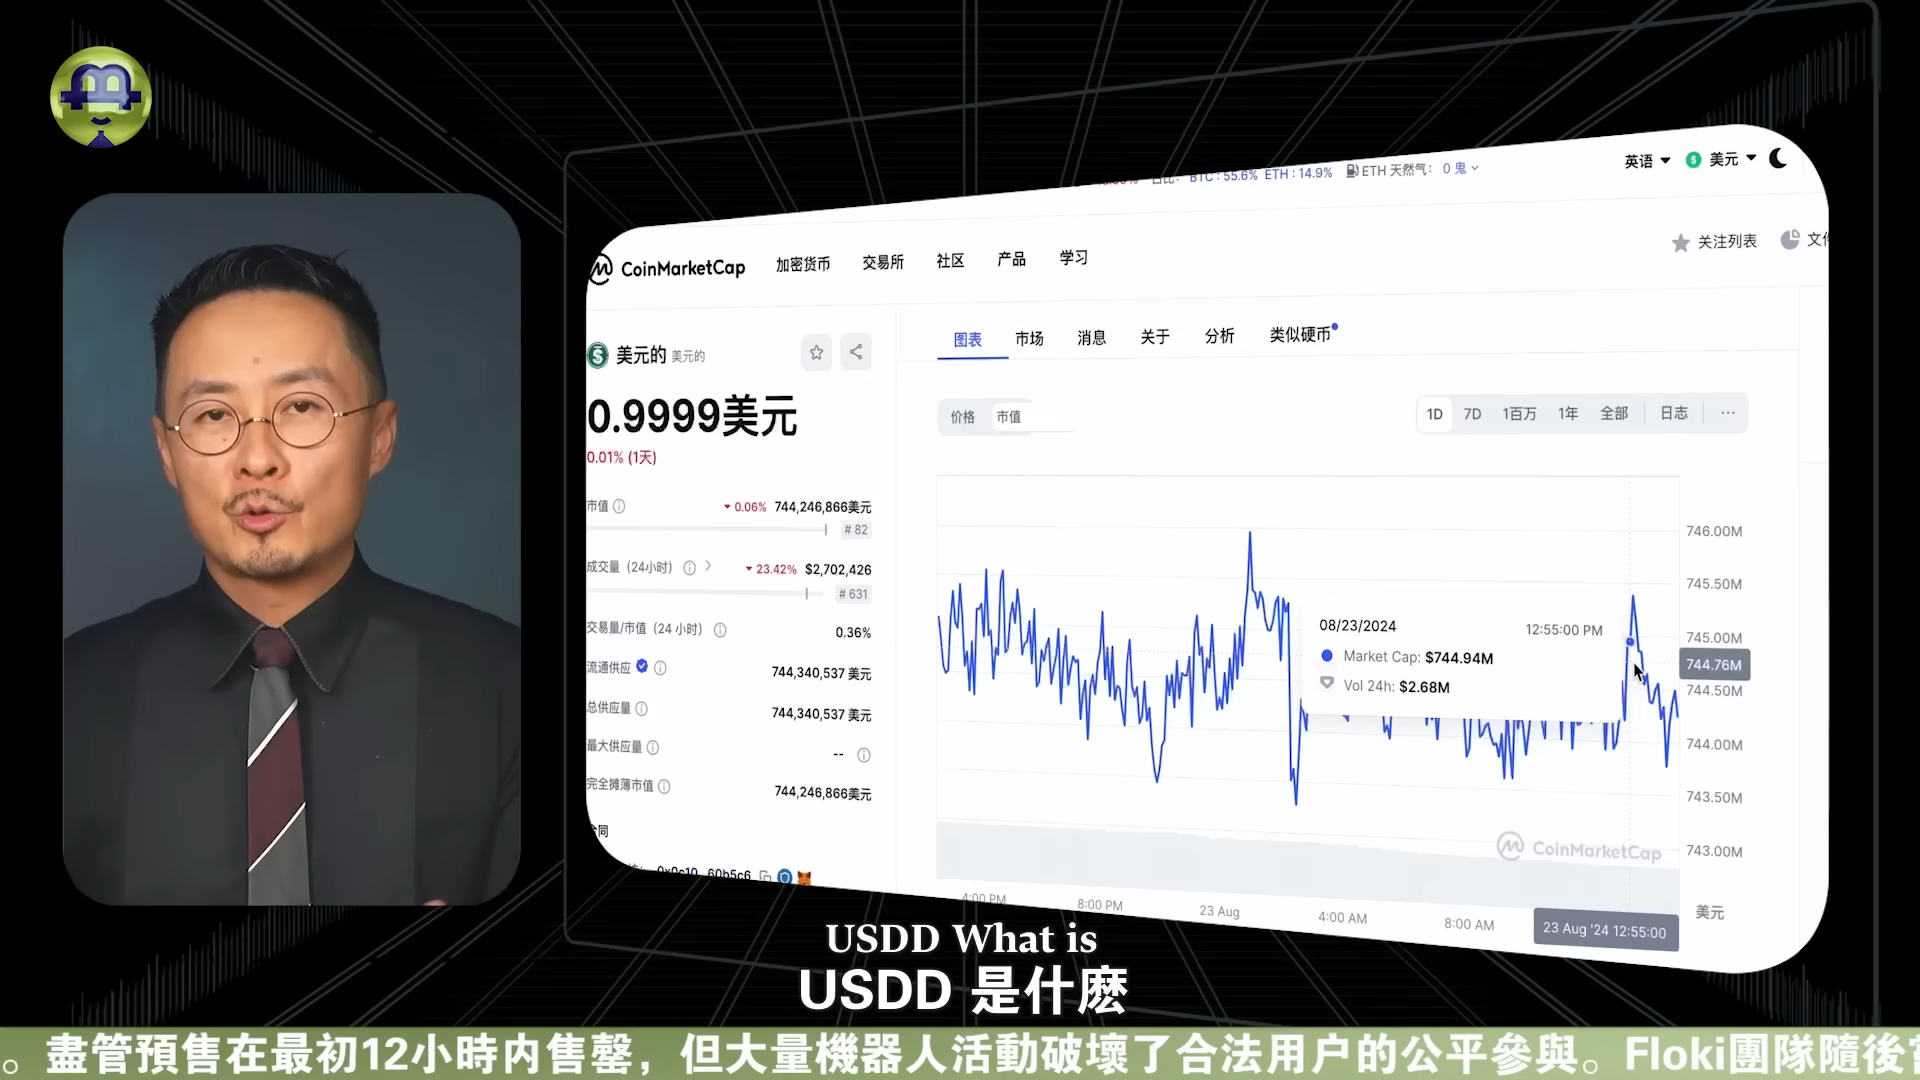 BTC : 55.6% ETH : 14.9%
ETH 天然气： 0 鬼
英语
美元
CoinMarketCap
加密货币
交易所
社区
产品
学习
关注列表
美元的 美元的
0.9999美元
0.01% (1天)
市值
0.06% 744,246,866美元
# 82
成交量（24小时）
23.42% $2,702,426
# 631
交易量/市值（24 小时）
0.36%
流通供应
744,340,537 美元
总供应量
744,340,537 美元
最大供应量
--
完全摊薄市值
744,246,866美元
图表
市场
消息
关于
分析
类似硬币
价格
市值
1D
7D
1百万
1年
全部
日志
...
746.00M
745.50M
745.00M
744.76M
744.50M
744.00M
743.50M
743.00M
08/23/2024
12:55:00 PM
Market Cap: $744.94M
Vol 24h: $2.68M
CoinMarketCap
4:00 PM
8:00 PM
23 Aug
4:00 AM
8:00 AM
23 Aug '24 12:55:00
美元
USDD What is
USDD 是什麼
。盡管預售在最初12小時内售罄，但大量機器人活動破壞了合法用户的公平參與。Floki團隊隨後